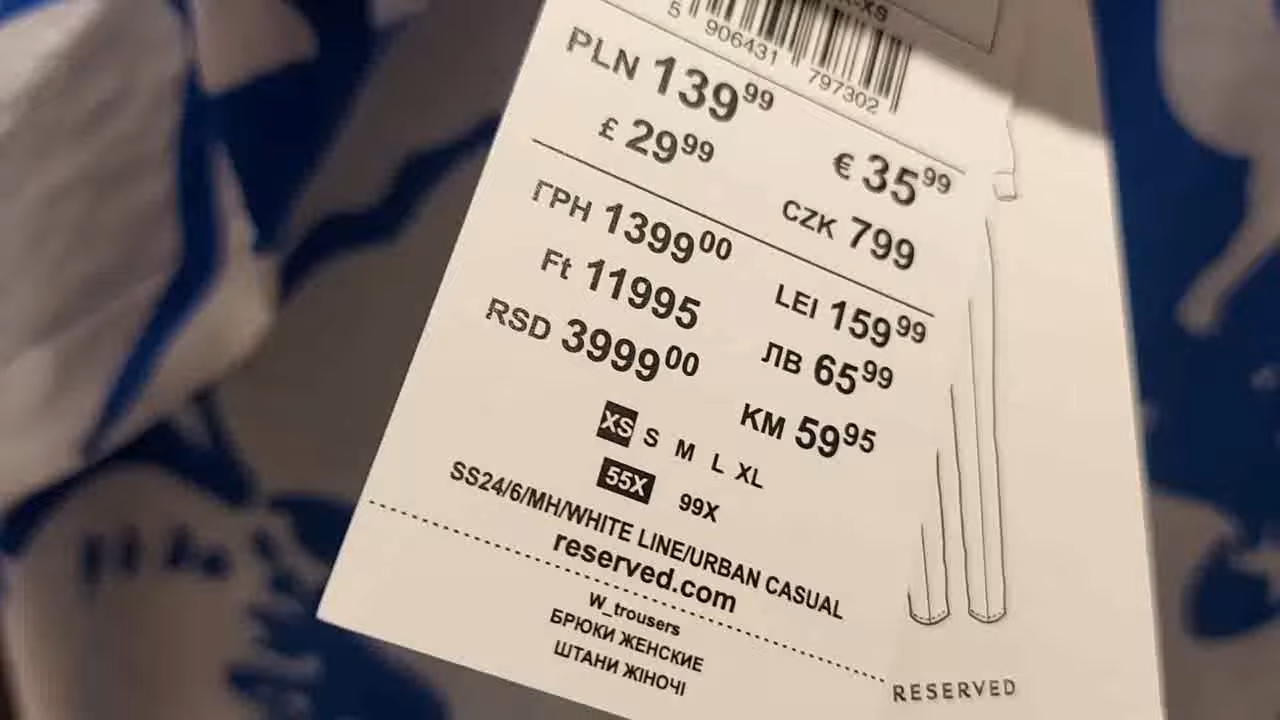 -XS
5 906431 797302
PLN 139⁹⁹
£ 29⁹⁹ € 35⁹⁹
CZK 799
ГРН 1399⁰⁰ LEI 159⁹⁹
Ft 11995 ЛВ 65⁹⁹
RSD 3999⁰⁰ KM 59⁹⁵
XS S M L XL
55X 99X
SS24/6/MH/WHITE LINE/URBAN CASUAL
reserved.com
W_trousers
БРЮКИ ЖЕНСКИЕ
ШТАНИ ЖІНОЧІ
RESERVED